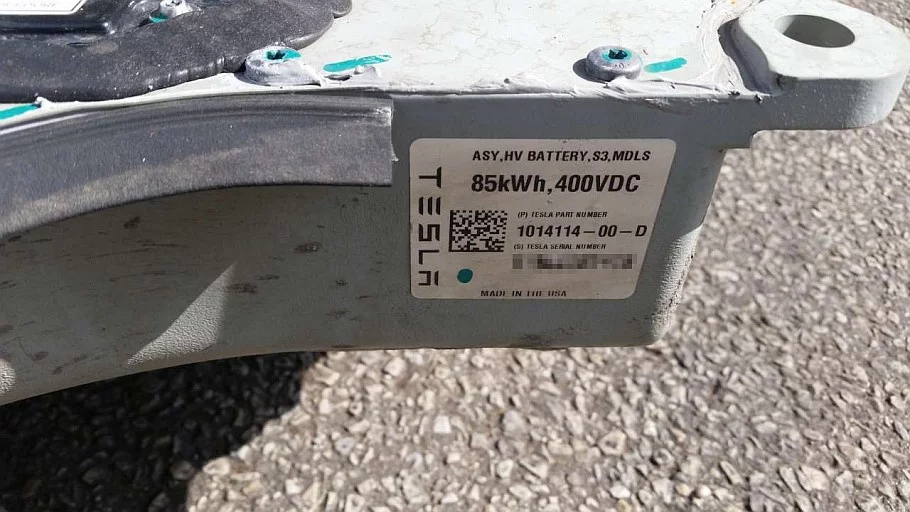 ASY,HV BATTERY,S3,MDLS
85kWh,400VDC
TESLA
(P) TESLA PART NUMBER
1014114-00-D
(S) TESLA SERIAL NUMBER
MADE IN THE USA